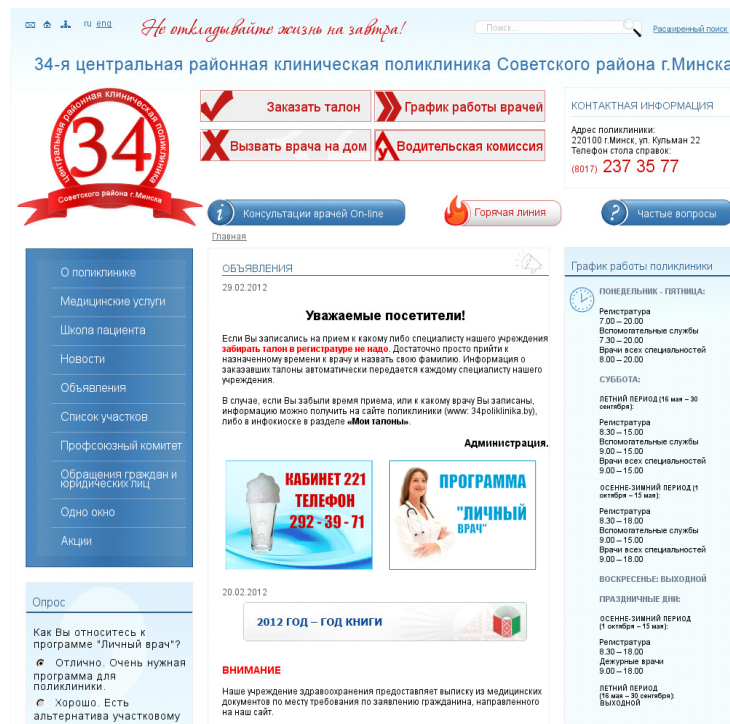 ru eng
Не откладывайте жизнь на завтра!
Поиск...
Расширенный поиск
34-я центральная районная клиническая поликлиника Советского района г.Минска
Центральная районная клиническая поликлиника
34
Советского района г.Минска
Заказать талон
График работы врачей
Вызвать врача на дом
Водительская комиссия
КОНТАКТНАЯ ИНФОРМАЦИЯ
Адрес поликлиники:
220100 г.Минск, ул. Кульман 22
Телефон стола справок:
(8017) 237 35 77
Консультации врачей On-line
Горячая линия
Частые вопросы
Главная
О поликлинике
Медицинские услуги
Школа пациента
Новости
Объявления
Список участков
Профсоюзный комитет
Обращения граждан и
юридических лиц
Одно окно
Акции
Опрос
Как Вы относитесь к
программе "Личный врач"?
Отлично. Очень нужная
программа для
поликлиники.
Хорошо. Есть
альтернатива участковому
ОБЪЯВЛЕНИЯ
29.02.2012
Уважаемые посетители!
Если Вы записались на прием к какому либо специалисту нашего учреждения
забирать талон в регистратуре не надо. Достаточно просто прийти к
назначенному времени к врачу и назвать свою фамилию. Информация о
заказавших талоны автоматически передается каждому специалисту нашего
учреждения.
В случае, если Вы забыли время приема, или к какому врачу Вы записаны,
информацию можно получить на сайте поликлиники (www: 34poliklinika.by),
либо в инфокиоске в разделе «Мои талоны».
Администрация.
КАБИНЕТ 221
ТЕЛЕФОН
292 - 39 - 71
ПРОГРАММА
"ЛИЧНЫЙ
ВРАЧ"
20.02.2012
2012 ГОД – ГОД КНИГИ
ВНИМАНИЕ
Наше учреждение здравоохранения предоставляет выписку из медицинских
документов по месту требования по заявлению гражданина, направленного
на наш сайт.
График работы поликлиники
ПОНЕДЕЛЬНИК - ПЯТНИЦА:
Регистратура
7.00 – 20.00
Вспомогательные службы
7.30 – 20.00
Врачи всех специальностей
8.00 – 20.00
СУББОТА:
ЛЕТНИЙ ПЕРИОД (16 мая – 30
сентября):
Регистратура
8.30 – 15.00
Вспомогательные службы
9.00 – 15.00
Врачи всех специальностей
9.00 – 15.00
ОСЕННЕ-ЗИМНИЙ ПЕРИОД (1
октября – 15 мая):
Регистратура
8.30 – 18.00
Вспомогательные службы
9.00 – 15.00
Врачи всех специальностей
9.00 – 18.00
ВОСКРЕСЕНЬЕ: ВЫХОДНОЙ
ПРАЗДНИЧНЫЕ ДНИ:
ОСЕННЕ-ЗИМНИЙ ПЕРИОД
(1 октября – 15 мая):
Регистратура
8.30 – 18.00
Дежурные врачи
9.00 – 18.00
ЛЕТНИЙ ПЕРИОД
(16 мая – 30 сентября):
ВЫХОДНОЙ